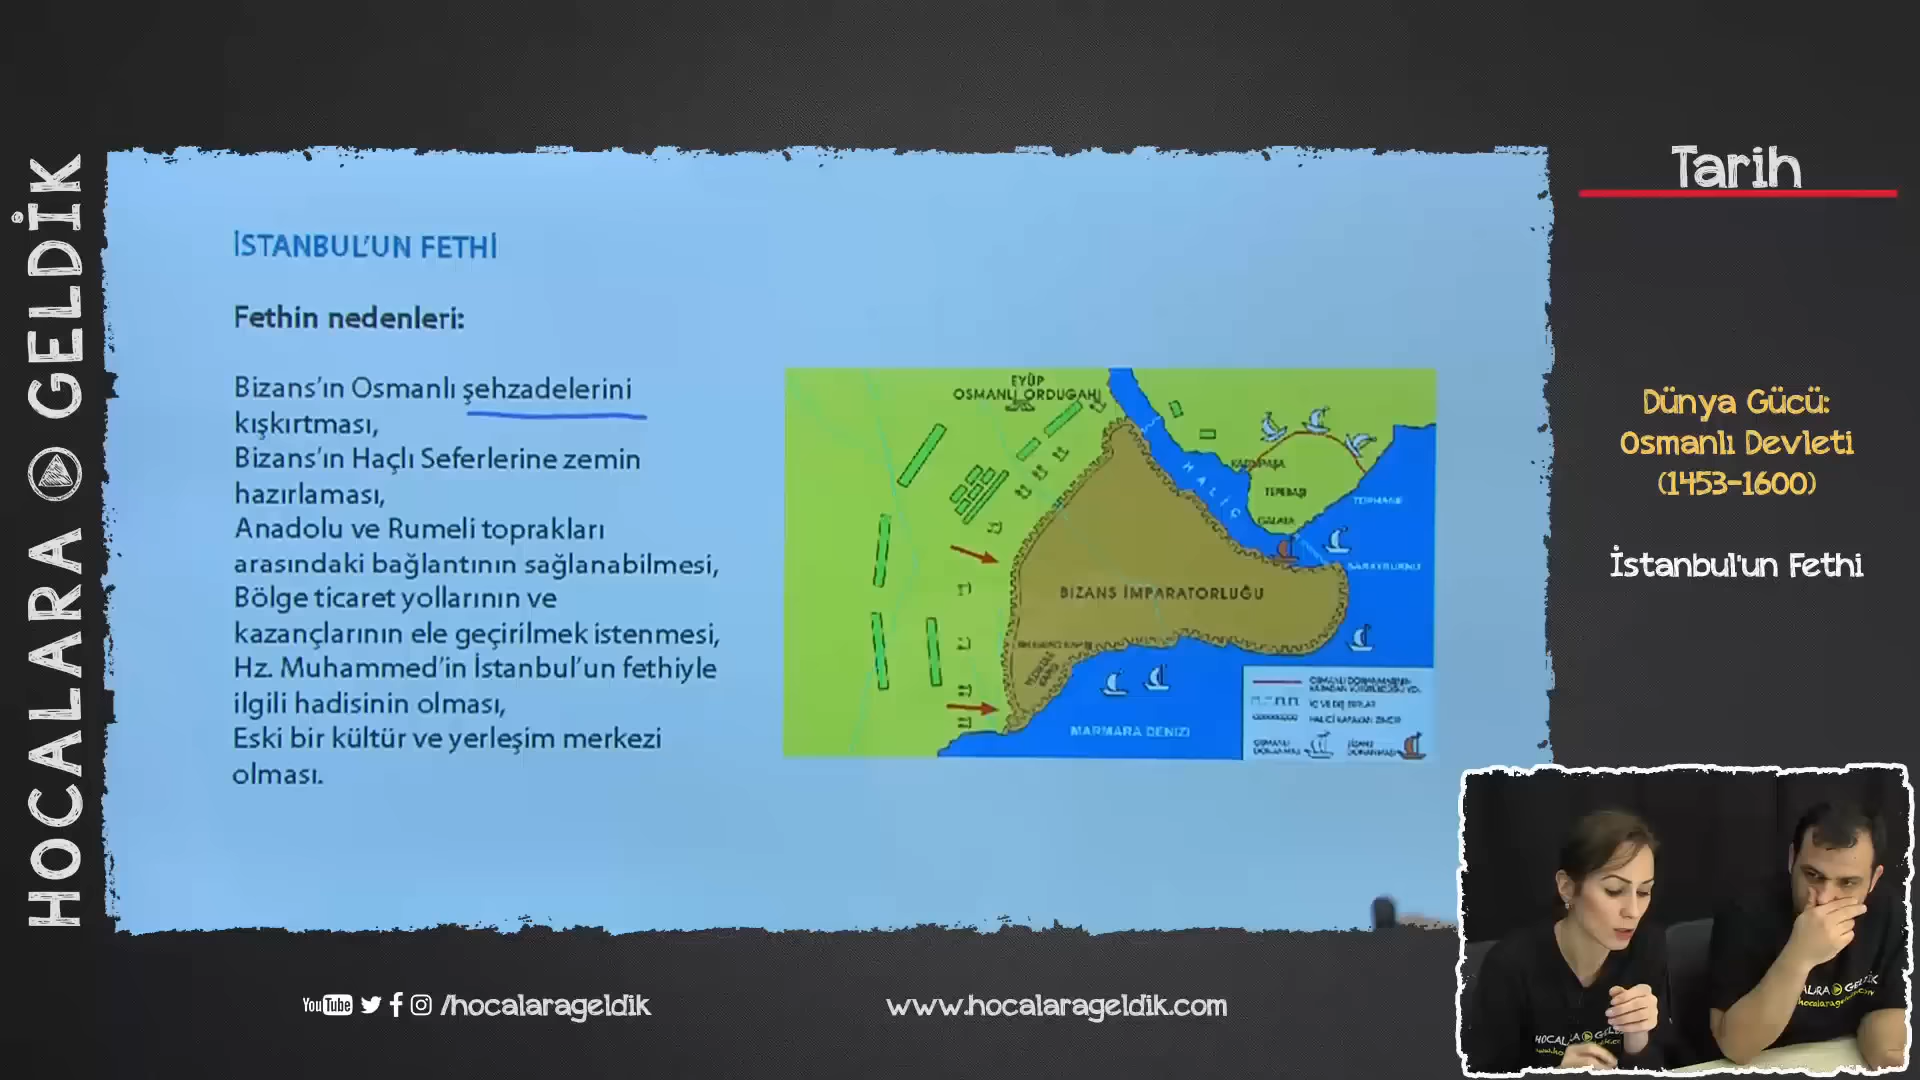 HOCALARA GELDİK
Tarih
İSTANBUL'UN FETHİ
Fethin nedenleri:
Bizans'ın Osmanlı şehzadelerini
kışkırtması,
Bizans'ın Haçlı Seferlerine zemin
hazırlaması,
Anadolu ve Rumeli toprakları
arasındaki bağlantının sağlanabilmesi,
Bölge ticaret yollarının ve
kazançlarının ele geçirilmek istenmesi,
Hz. Muhammed'in İstanbul'un fethiyle
ilgili hadisinin olması,
Eski bir kültür ve yerleşim merkezi
olması.
EYÜP
OSMANLI ORDUGAHI
HALİÇ
KASIMPAŞA
TEPEBAŞI
GALATA
TOPHANE
SARAYBURNU
BİZANS İMPARATORLUĞU
MARMARA DENİZİ
Dünya Gücü:
Osmanlı Devleti
(1453-1600)
İstanbul'un Fethi
YouTube /hocalarageldik
www.hocalarageldik.com